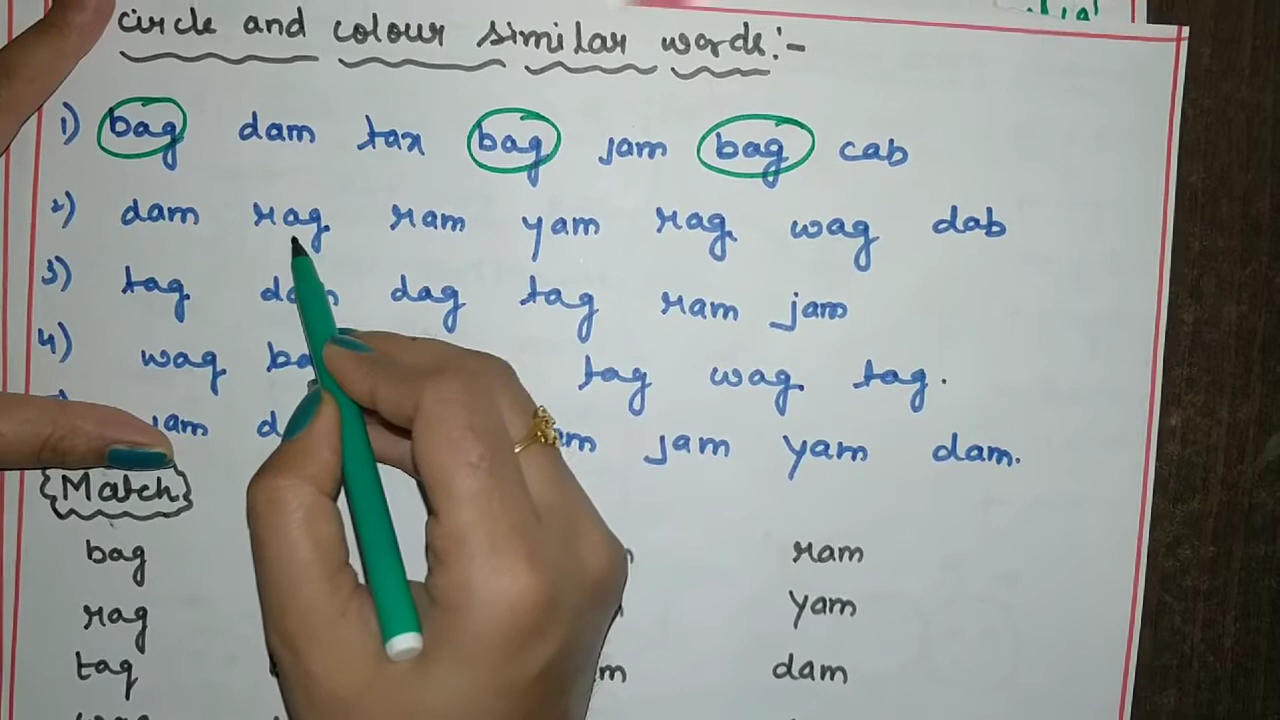 circle and colour similar words:-
1) bag dam tax bag jam bag cab
2) dam rag ram yam rag wag dab
3) tag dag tag ram jam
4) wag tag wag tag.
jam jam yam dam.
Match
bag ram
rag yam
tag dam